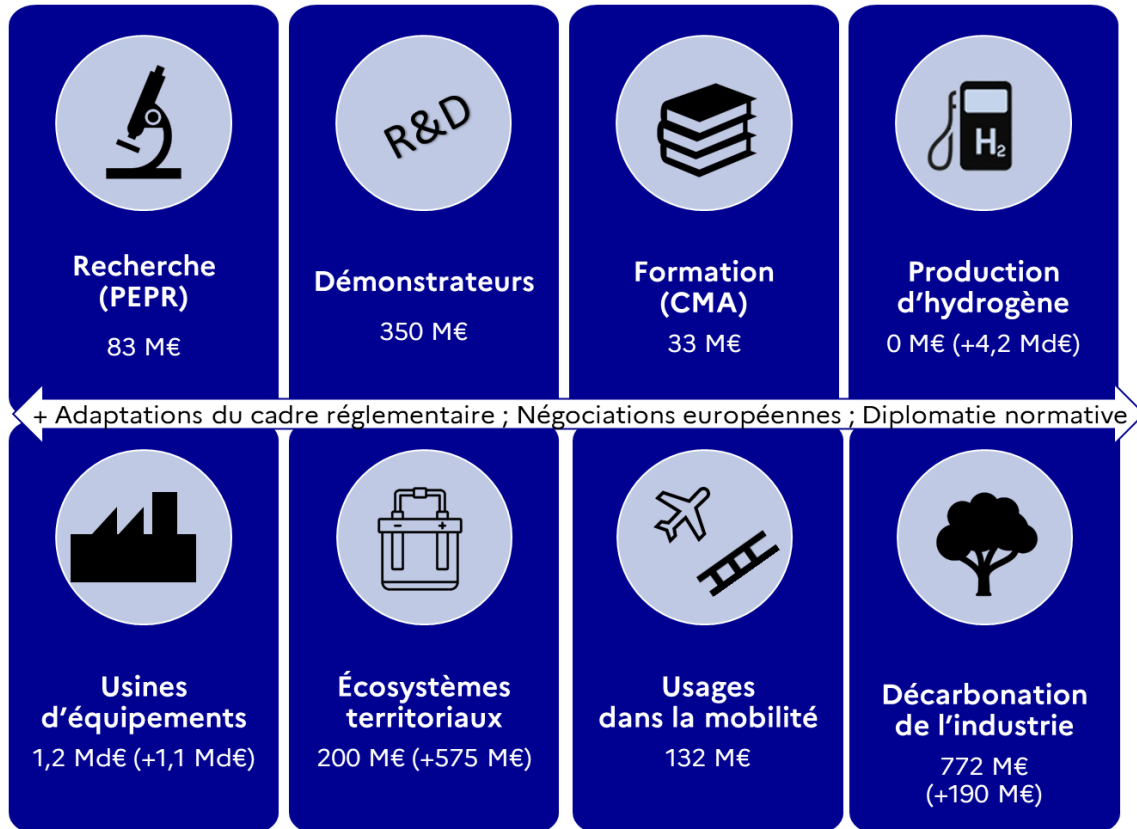 R&D
H₂
Recherche
(PEPR)
83 M€
Démonstrateurs
350 M€
Formation
(CMA)
33 M€
Production
d'hydrogène
0 M€ (+4,2 Md€)
+ Adaptations du cadre réglementaire ; Négociations européennes ; Diplomatie normative
- +
Usines
d'équipements
1,2 Md€ (+1,1 Md€)
Écosystèmes
territoriaux
200 M€ (+575 M€)
Usages
dans la mobilité
132 M€
Décarbonation
de l'industrie
772 M€
(+190 M€)